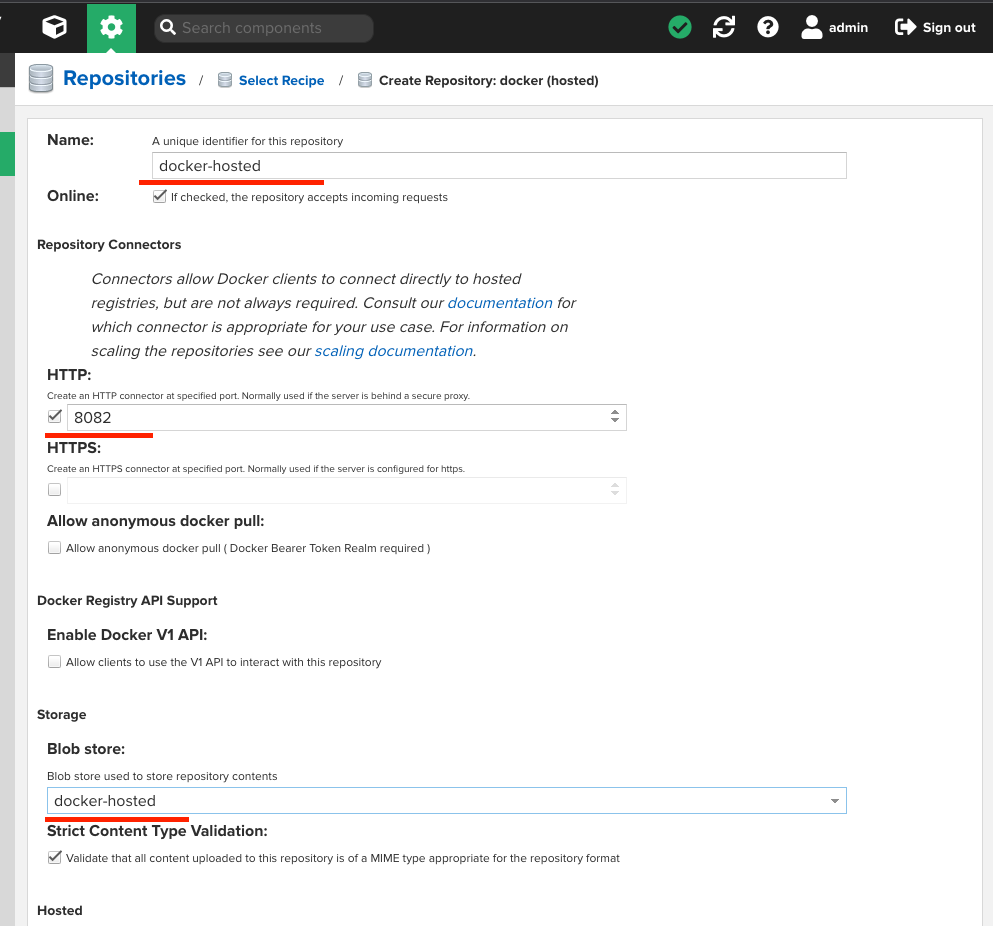 Search components
admin
Sign out
Repositories / Select Recipe / Create Repository: docker (hosted)
Name:
A unique identifier for this repository
docker-hosted
Online:
If checked, the repository accepts incoming requests
Repository Connectors
Connectors allow Docker clients to connect directly to hosted
registries, but are not always required. Consult our documentation for
which connector is appropriate for your use case. For information on
scaling the repositories see our scaling documentation.
HTTP:
Create an HTTP connector at specified port. Normally used if the server is behind a secure proxy.
8082
HTTPS:
Create an HTTPS connector at specified port. Normally used if the server is configured for https.
Allow anonymous docker pull:
Allow anonymous docker pull ( Docker Bearer Token Realm required )
Docker Registry API Support
Enable Docker V1 API:
Allow clients to use the V1 API to interact with this repository
Storage
Blob store:
Blob store used to store repository contents
docker-hosted
Strict Content Type Validation:
Validate that all content uploaded to this repository is of a MIME type appropriate for the repository format
Hosted